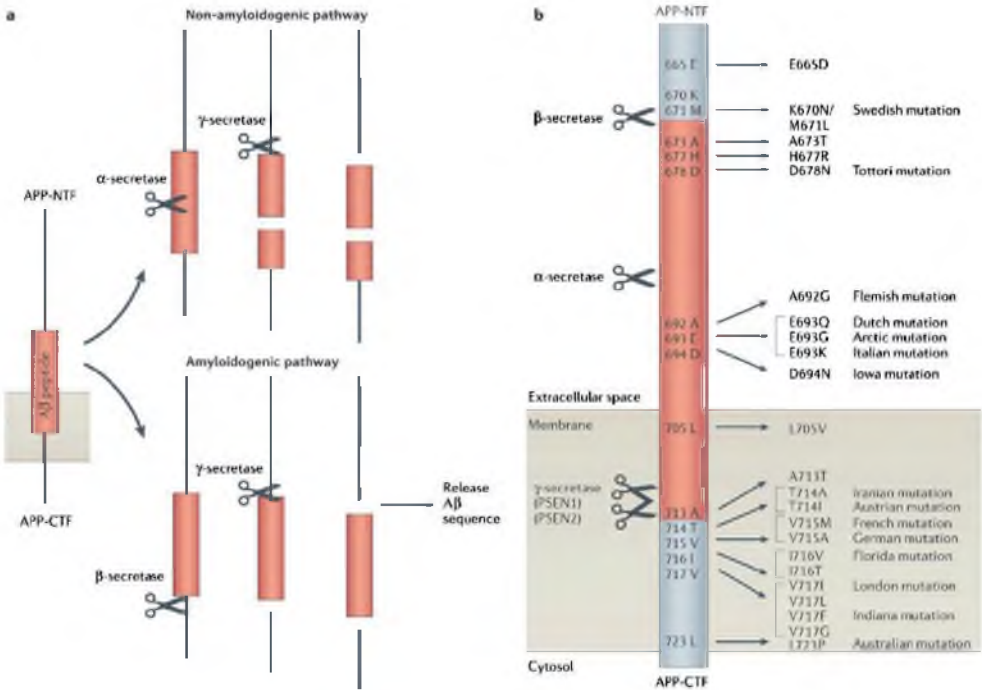 a
Non-amyloidogenic pathway
γ-secretase
α-secretase
APP-NTF
Aβ peptide
APP-CTF
Amyloidogenic pathway
γ-secretase
β-secretase
Release
Aβ
sequence
b
APP-NTF
665 E
E665D
670 K
671 M
β-secretase
K670N/
M671L
Swedish mutation
673 A
A673T
677 H
H677R
678 D
D678N
Tottori mutation
α-secretase
A692G
Flemish mutation
692 A
E693Q
Dutch mutation
693 E
E693G
Arctic mutation
694 D
E693K
Italian mutation
D694N
Iowa mutation
Extracellular space
Membrane
705 L
L705V
γ-secretase
(PSEN1)
(PSEN2)
A713T
713 A
T714A
Iranian mutation
T714I
Austrian mutation
714 T
V715M
French mutation
715 V
V715A
German mutation
716 I
I716V
Florida mutation
I716T
717 V
V717I
London mutation
V717L
V717F
Indiana mutation
V717G
723 L
L723P
Australian mutation
Cytosol
APP-CTF